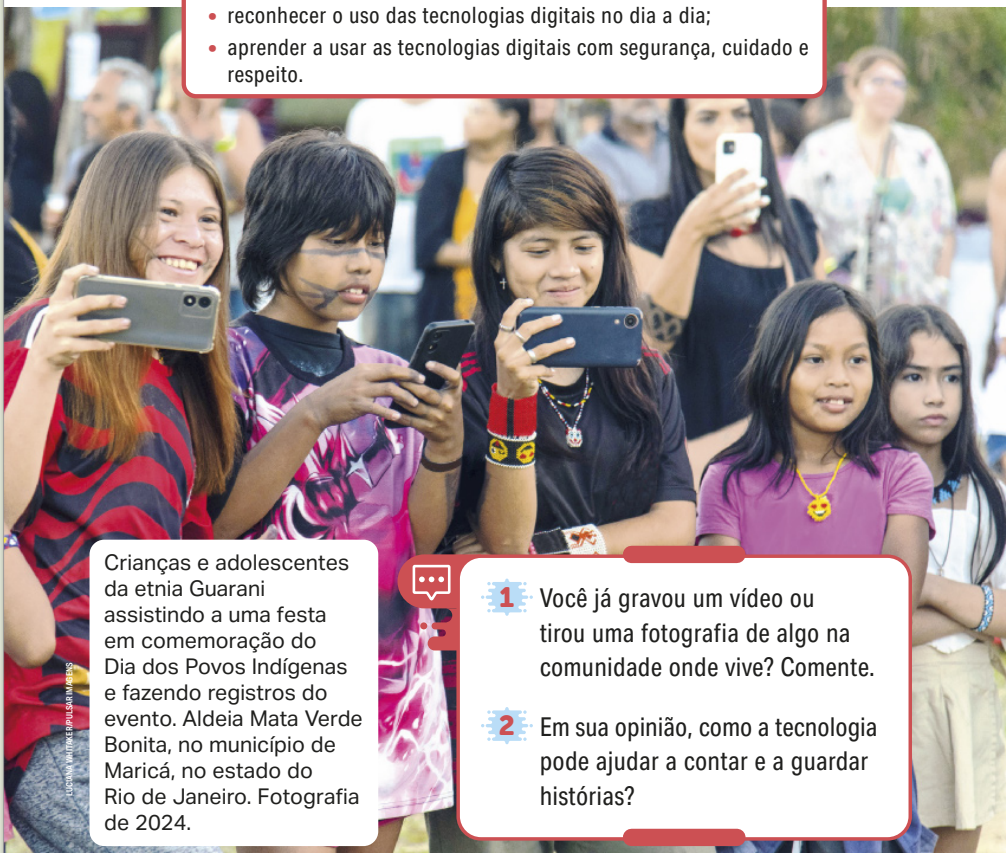 • reconhecer o uso das tecnologias digitais no dia a dia;
• aprender a usar as tecnologias digitais com segurança, cuidado e
respeito.
Crianças e adolescentes
da etnia Guarani
assistindo a uma festa
em comemoração do
Dia dos Povos Indígenas
e fazendo registros do
evento. Aldeia Mata Verde
Bonita, no município de
Maricá, no estado do
Rio de Janeiro. Fotografia
de 2024.
LUCIANA WHITAKER/PULSAR IMAGENS
1 Você já gravou um vídeo ou
tirou uma fotografia de algo na
comunidade onde vive? Comente.
2 Em sua opinião, como a tecnologia
pode ajudar a contar e a guardar
histórias?